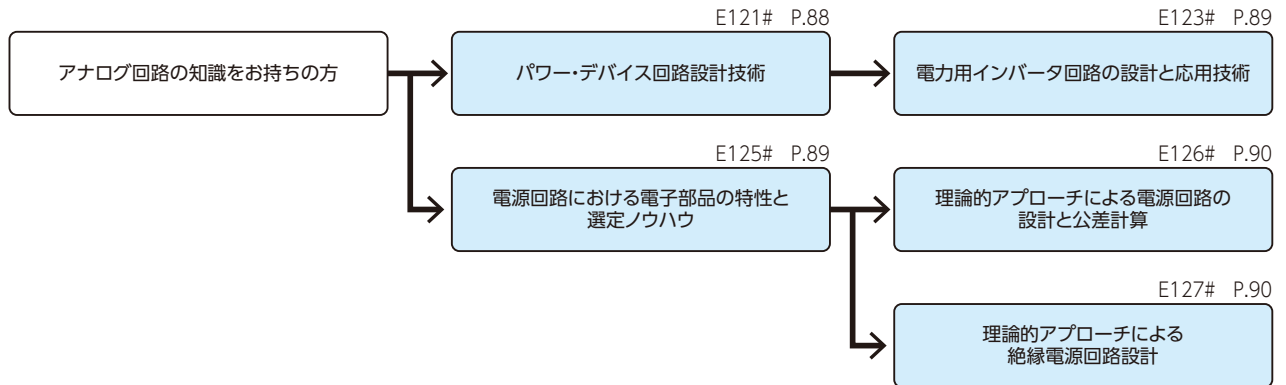 E121# P.88
E123# P.89
アナログ回路の知識をお持ちの方
パワー・デバイス回路設計技術
電力用インバータ回路の設計と応用技術
E125# P.89
E126# P.90
電源回路における電子部品の特性と
選定ノウハウ
理論的アプローチによる電源回路の
設計と公差計算
E127# P.90
理論的アプローチによる
絶縁電源回路設計